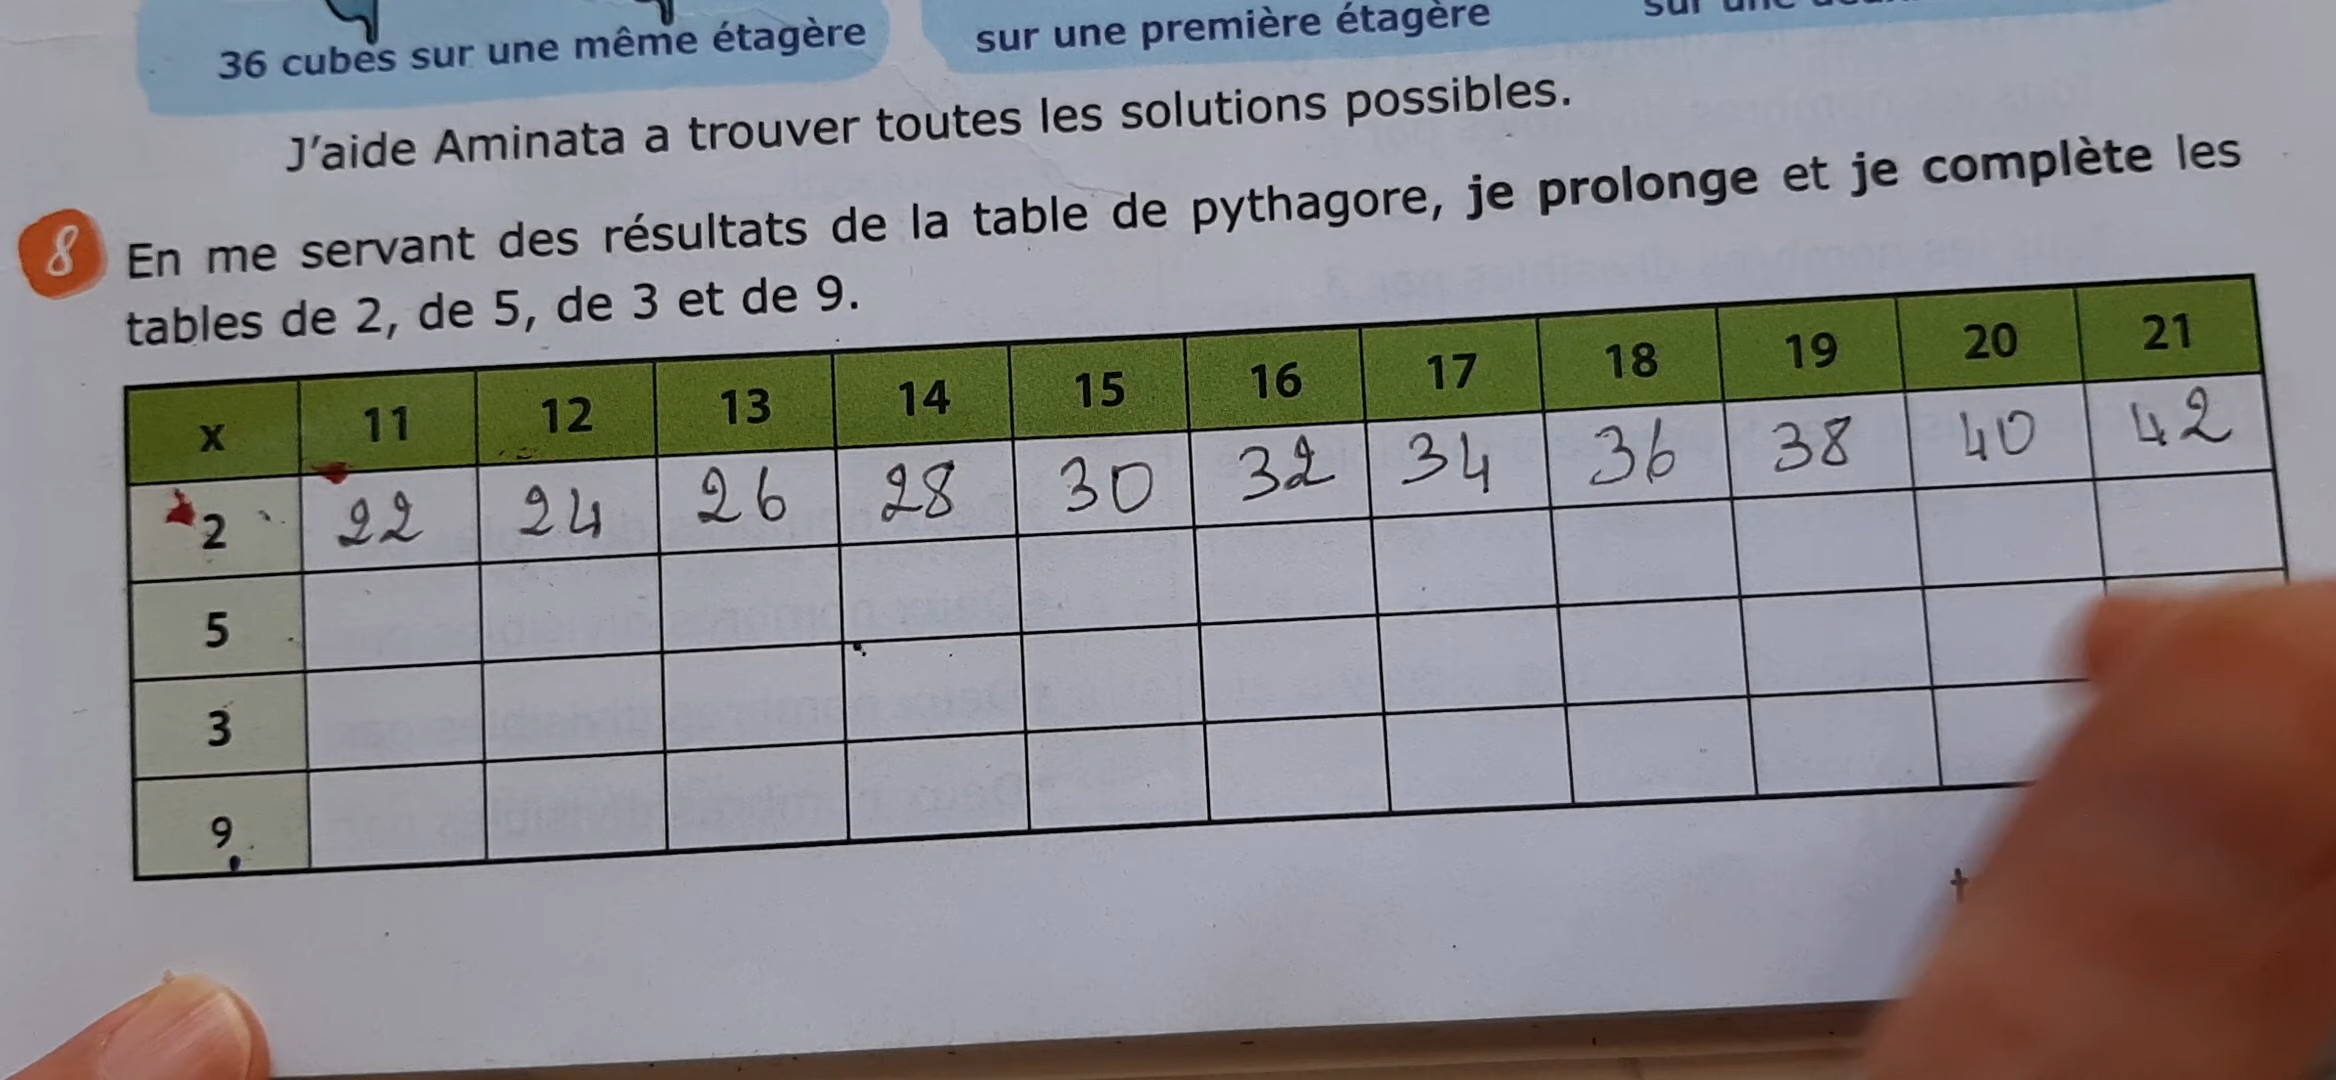 36 cubes sur une même étagère
sur une première étagère
sur une
J'aide Aminata a trouver toutes les solutions possibles.
8 En me servant des résultats de la table de pythagore, je prolonge et je complète les
tables de 2, de 5, de 3 et de 9.
x 11 12 13 14 15 16 17 18 19 20 21
2 22 24 26 28 30 32 34 36 38 40 42
5
3
9